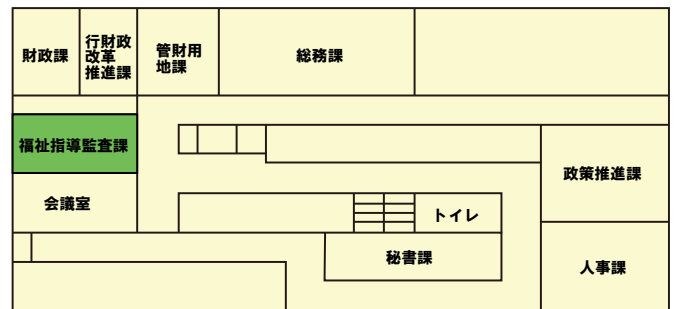 財政課
行財政
改革
推進課
管財用
地課
総務課
福祉指導監査課
政策推進課
会議室
トイレ
秘書課
人事課